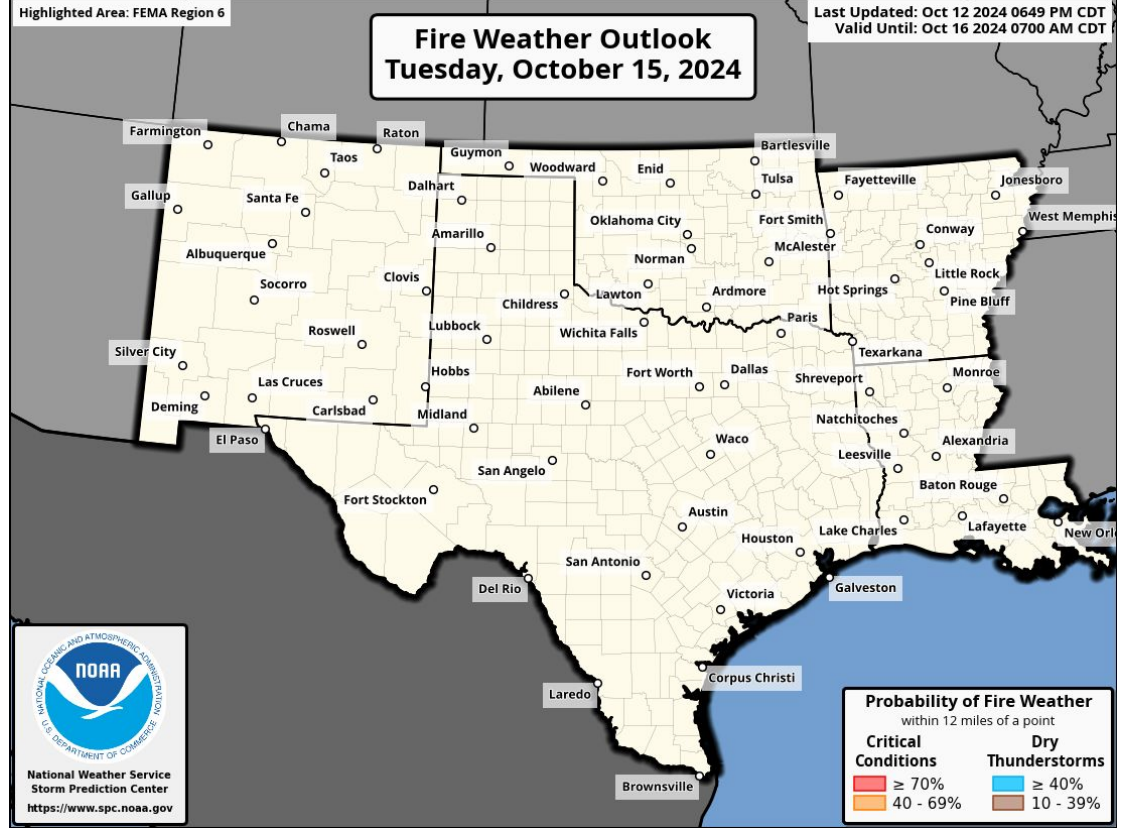 Highlighted Area: FEMA Region 6
Fire Weather Outlook
Tuesday, October 15, 2024
Last Updated: Oct 12 2024 0649 PM CDT
Valid Until: Oct 16 2024 0700 AM CDT
Farmington
Chama
Raton
Taos
Guymon
Woodward
Enid
Bartlesville
Tulsa
Fayetteville
Jonesboro
Gallup
Santa Fe
Dalhart
Oklahoma City
Fort Smith
West Memphis
Albuquerque
Amarillo
Norman
McAlester
Conway
Socorro
Clovis
Childress
Lawton
Ardmore
Hot Springs
Little Rock
Pine Bluff
Roswell
Lubbock
Wichita Falls
Paris
Silver City
Texarkana
Las Cruces
Hobbs
Abilene
Fort Worth
Dallas
Shreveport
Monroe
Deming
Carlsbad
Midland
Natchitoches
El Paso
San Angelo
Waco
Leesville
Alexandria
Fort Stockton
Baton Rouge
Austin
Houston
Lake Charles
Lafayette
New Orl
San Antonio
Del Rio
Victoria
Galveston
Laredo
Corpus Christi
Brownsville
NATIONAL OCEANIC AND ATMOSPHERIC ADMINISTRATION
NOAA
U.S. DEPARTMENT OF COMMERCE
National Weather Service
Storm Prediction Center
https://www.spc.noaa.gov
Probability of Fire Weather
within 12 miles of a point
Critical
Conditions
≥ 70%
40 - 69%
Dry
Thunderstorms
≥ 40%
10 - 39%